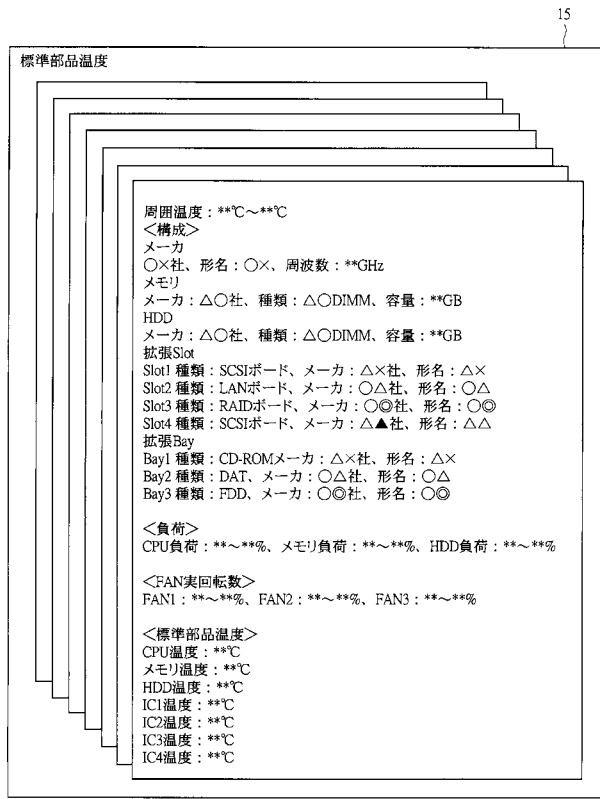 15
標準部品温度
周囲温度：**℃～**℃
＜構成＞
メーカ
○×社、形名：○×、周波数：**GHz
メモリ
メーカ：△○社、種類：△○DIMM、容量：**GB
HDD
メーカ：△○社、種類：△○DIMM、容量：**GB
拡張Slot
Slot1 種類：SCSIボード、メーカ：△×社、形名：△×
Slot2 種類：LANボード、メーカ：○△社、形名：○△
Slot3 種類：RAIDボード、メーカ：○◎社、形名：○◎
Slot4 種類：SCSIボード、メーカ：△▲社、形名：△△
拡張Bay
Bay1 種類：CD-ROMメーカ：△×社、形名：△×
Bay2 種類：DAT、メーカ：○△社、形名：○△
Bay3 種類：FDD、メーカ：○◎社、形名：○◎
＜負荷＞
CPU負荷：**～**%、メモリ負荷：**～**%、HDD負荷：**～**%
＜FAN実回転数＞
FAN1：**～**%、FAN2：**～**%、FAN3：**～**%
＜標準部品温度＞
CPU温度：**℃
メモリ温度：**℃
HDD温度：**℃
IC1温度：**℃
IC2温度：**℃
IC3温度：**℃
IC4温度：**℃